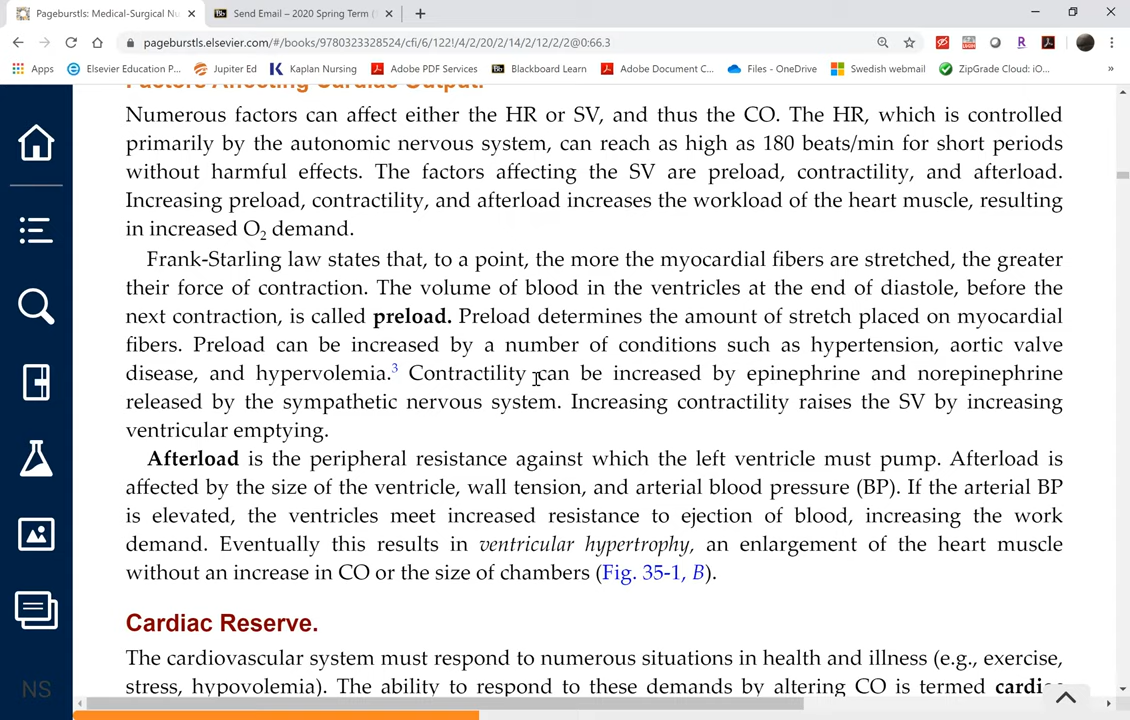 Pageburstls: Medical-Surgical Nu
Send Email – 2020 Spring Term (
pageburstls.elsevier.com/#/books/9780323328524/cfi/6/122!/4/2/20/2/14/2/12/2/2@0:66.3
Apps
Elsevier Education P...
Jupiter Ed
Kaplan Nursing
Adobe PDF Services
Blackboard Learn
Adobe Document C...
Files - OneDrive
Swedish webmail
ZipGrade Cloud: iO...
»
Factors Affecting Cardiac Output.
Numerous factors can affect either the HR or SV, and thus the CO. The HR, which is controlled
primarily by the autonomic nervous system, can reach as high as 180 beats/min for short periods
without harmful effects. The factors affecting the SV are preload, contractility, and afterload.
Increasing preload, contractility, and afterload increases the workload of the heart muscle, resulting
in increased O₂ demand.
Frank-Starling law states that, to a point, the more the myocardial fibers are stretched, the greater
their force of contraction. The volume of blood in the ventricles at the end of diastole, before the
next contraction, is called preload. Preload determines the amount of stretch placed on myocardial
fibers. Preload can be increased by a number of conditions such as hypertension, aortic valve
disease, and hypervolemia.³ Contractility can be increased by epinephrine and norepinephrine
released by the sympathetic nervous system. Increasing contractility raises the SV by increasing
ventricular emptying.
Afterload is the peripheral resistance against which the left ventricle must pump. Afterload is
affected by the size of the ventricle, wall tension, and arterial blood pressure (BP). If the arterial BP
is elevated, the ventricles meet increased resistance to ejection of blood, increasing the work
demand. Eventually this results in ventricular hypertrophy, an enlargement of the heart muscle
without an increase in CO or the size of chambers (Fig. 35-1, B).
Cardiac Reserve.
The cardiovascular system must respond to numerous situations in health and illness (e.g., exercise,
stress, hypovolemia). The ability to respond to these demands by altering CO is termed cardiac
NS